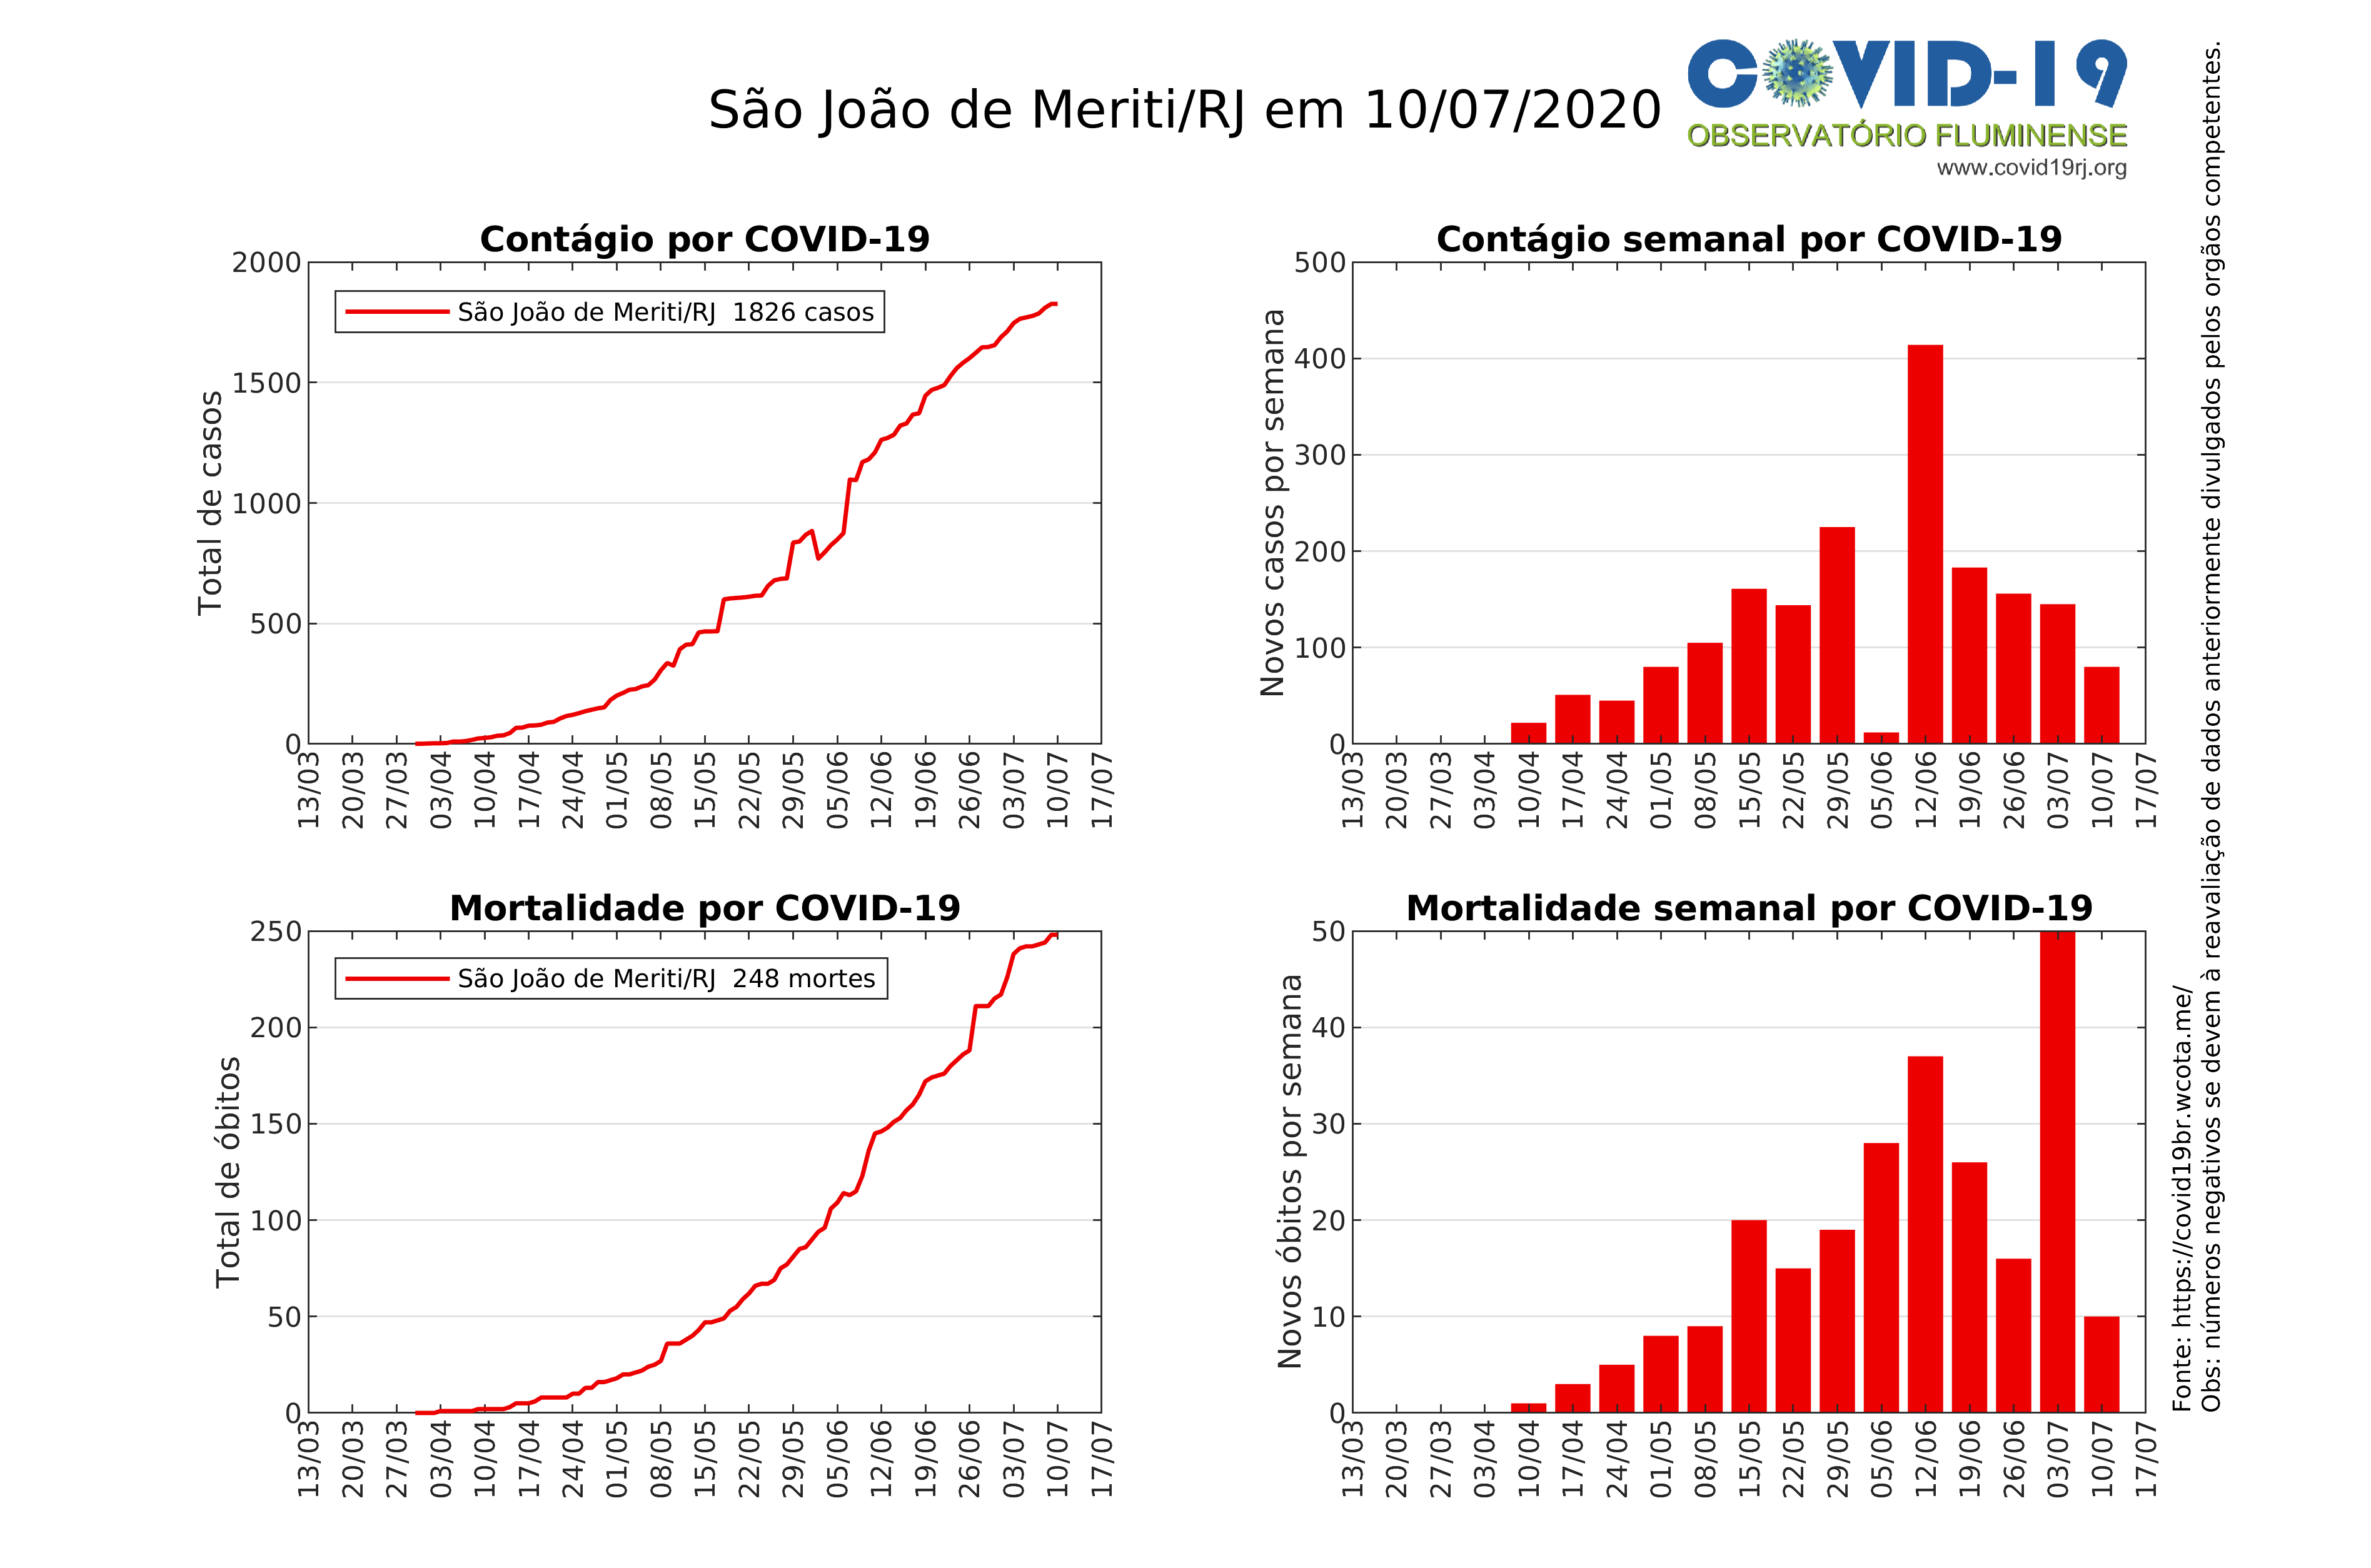 São João de Meriti/RJ em 10/07/2020
COVID-19
OBSERVATÓRIO FLUMINENSE
www.covid19rj.org
Contágio por COVID-19
Total de casos
2000
1500
1000
500
0
São João de Meriti/RJ 1826 casos
13/03 20/03 27/03 03/04 10/04 17/04 24/04 01/05 08/05 15/05 22/05 29/05 05/06 12/06 19/06 26/06 03/07 10/07 17/07
Contágio semanal por COVID-19
Novos casos por semana
500
400
300
200
100
0
13/03 20/03 27/03 03/04 10/04 17/04 24/04 01/05 08/05 15/05 22/05 29/05 05/06 12/06 19/06 26/06 03/07 10/07 17/07
Mortalidade por COVID-19
Total de óbitos
250
200
150
100
50
0
São João de Meriti/RJ 248 mortes
13/03 20/03 27/03 03/04 10/04 17/04 24/04 01/05 08/05 15/05 22/05 29/05 05/06 12/06 19/06 26/06 03/07 10/07 17/07
Mortalidade semanal por COVID-19
Novos óbitos por semana
50
40
30
20
10
0
13/03 20/03 27/03 03/04 10/04 17/04 24/04 01/05 08/05 15/05 22/05 29/05 05/06 12/06 19/06 26/06 03/07 10/07 17/07
Fonte: https://covid19br.wcota.me/
Obs: números negativos se devem à reavaliação de dados anteriormente divulgados pelos orgãos competentes.